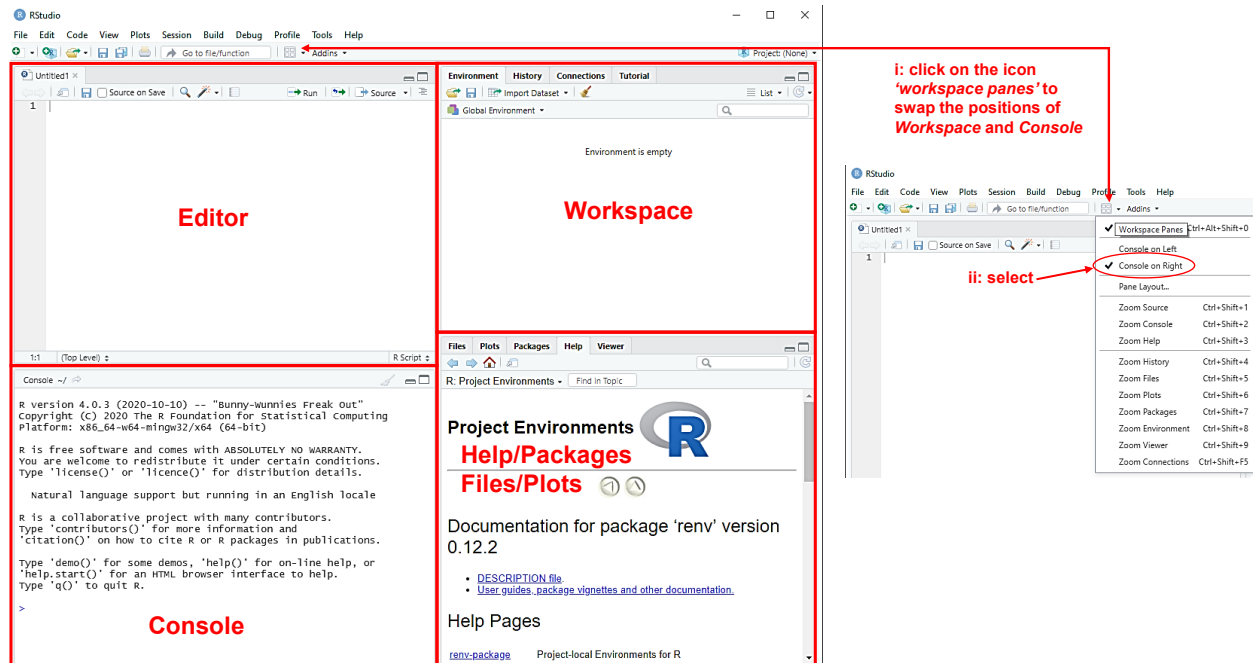 RStudio
File Edit Code View Plots Session Build Debug Profile Tools Help
Go to file/function Addins Project: (None)
Untitled1
Source on Save Run Source
1
Editor
1:1 (Top Level) R Script
Console ~/
R version 4.0.3 (2020-10-10) -- "Bunny-Wunnies Freak Out"
Copyright (C) 2020 The R Foundation for Statistical Computing
Platform: x86_64-w64-mingw32/x64 (64-bit)
R is free software and comes with ABSOLUTELY NO WARRANTY.
You are welcome to redistribute it under certain conditions.
Type 'license()' or 'licence()' for distribution details.
Natural language support but running in an English locale
R is a collaborative project with many contributors.
Type 'contributors()' for more information and
'citation()' on how to cite R or R packages in publications.
Type 'demo()' for some demos, 'help()' for on-line help, or
'help.start()' for an HTML browser interface to help.
Type 'q()' to quit R.
>
Console
Environment History Connections Tutorial
Import Dataset List
Global Environment
Environment is empty
Workspace
Files Plots Packages Help Viewer
R: Project Environments Find in Topic
Project Environments R
Help/Packages
Files/Plots
Documentation for package ‘renv’ version
0.12.2
DESCRIPTION file.
User guides, package vignettes and other documentation.
Help Pages
renv-package Project-local Environments for R
i: click on the icon
‘workspace panes’ to
swap the positions of
Workspace and Console
RStudio
File Edit Code View Plots Session Build Debug Profile Tools Help
Go to file/function Addins
Untitled1
Source on Save
1
ii: select
Workspace Panes Ctrl+Alt+Shift+0
Console on Left
Console on Right
Pane Layout...
Zoom Source Ctrl+Shift+1
Zoom Console Ctrl+Shift+2
Zoom Help Ctrl+Shift+3
Zoom History Ctrl+Shift+4
Zoom Files Ctrl+Shift+5
Zoom Plots Ctrl+Shift+6
Zoom Packages Ctrl+Shift+7
Zoom Environment Ctrl+Shift+8
Zoom Viewer Ctrl+Shift+9
Zoom Connections Ctrl+Shift+F5